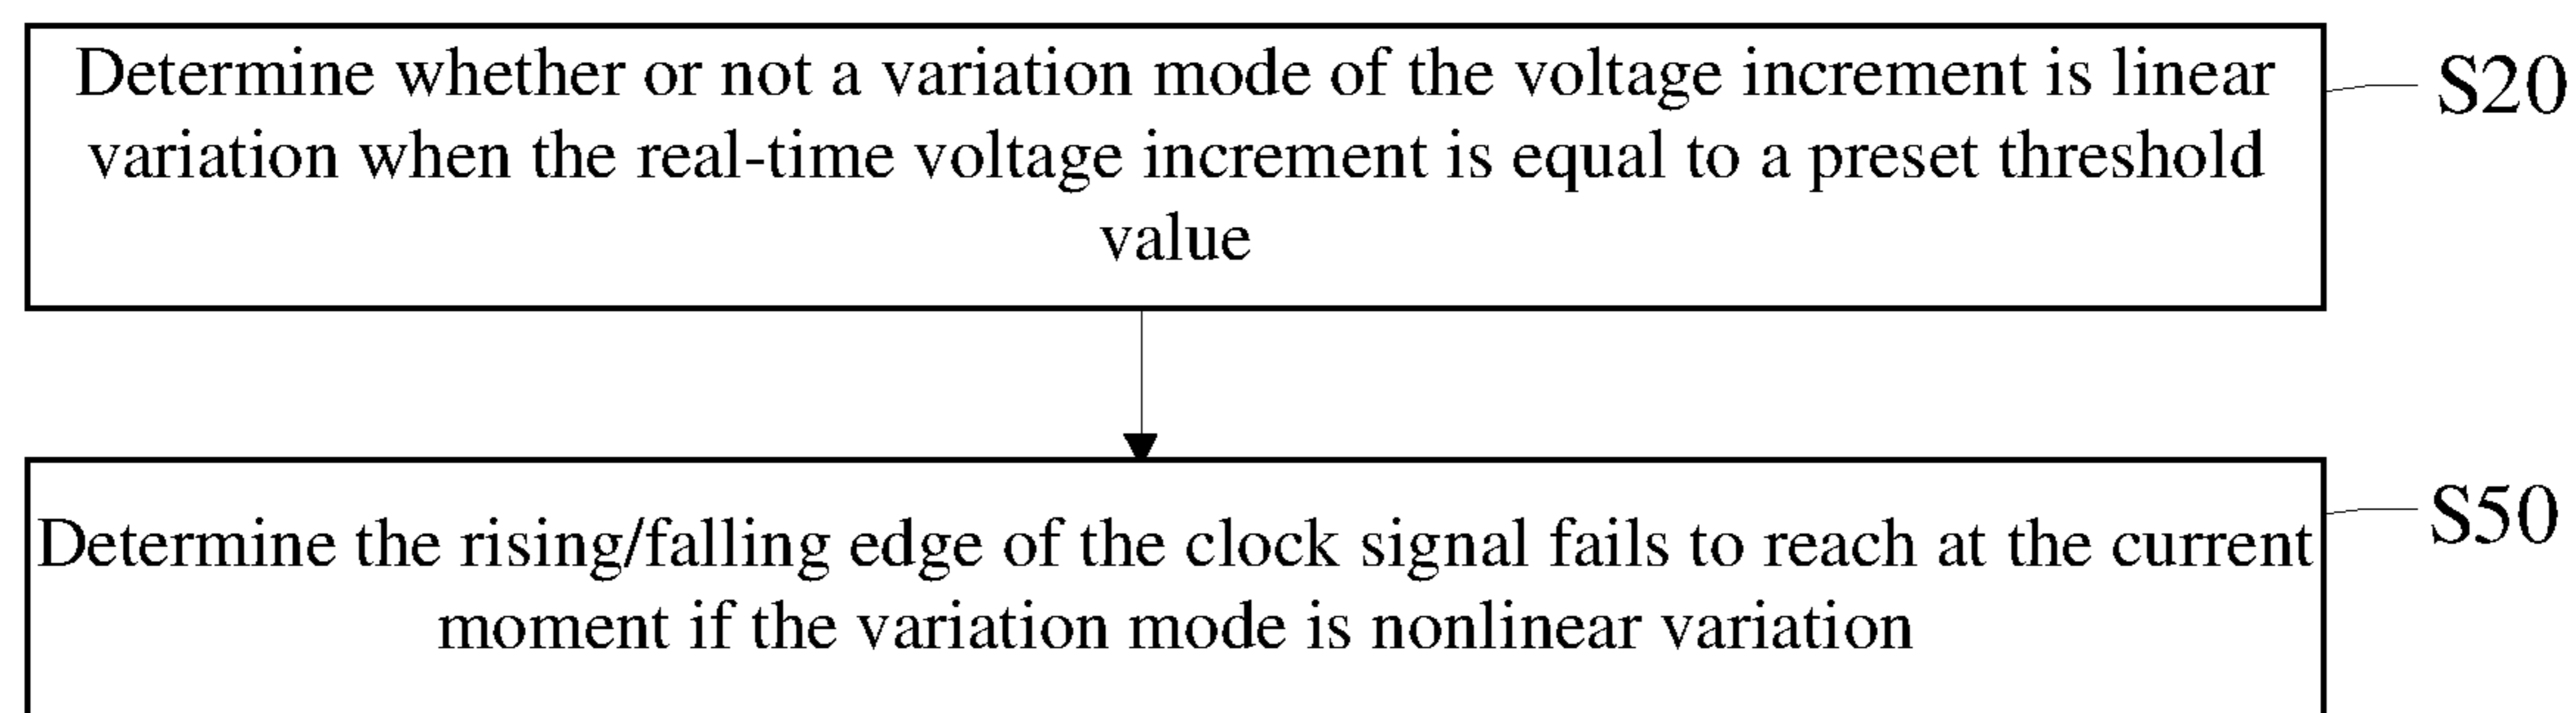 Determine whether or not a variation mode of the voltage increment is linear
variation when the real-time voltage increment is equal to a preset threshold
value
S20
Determine the rising/falling edge of the clock signal fails to reach at the current
moment if the variation mode is nonlinear variation
S50